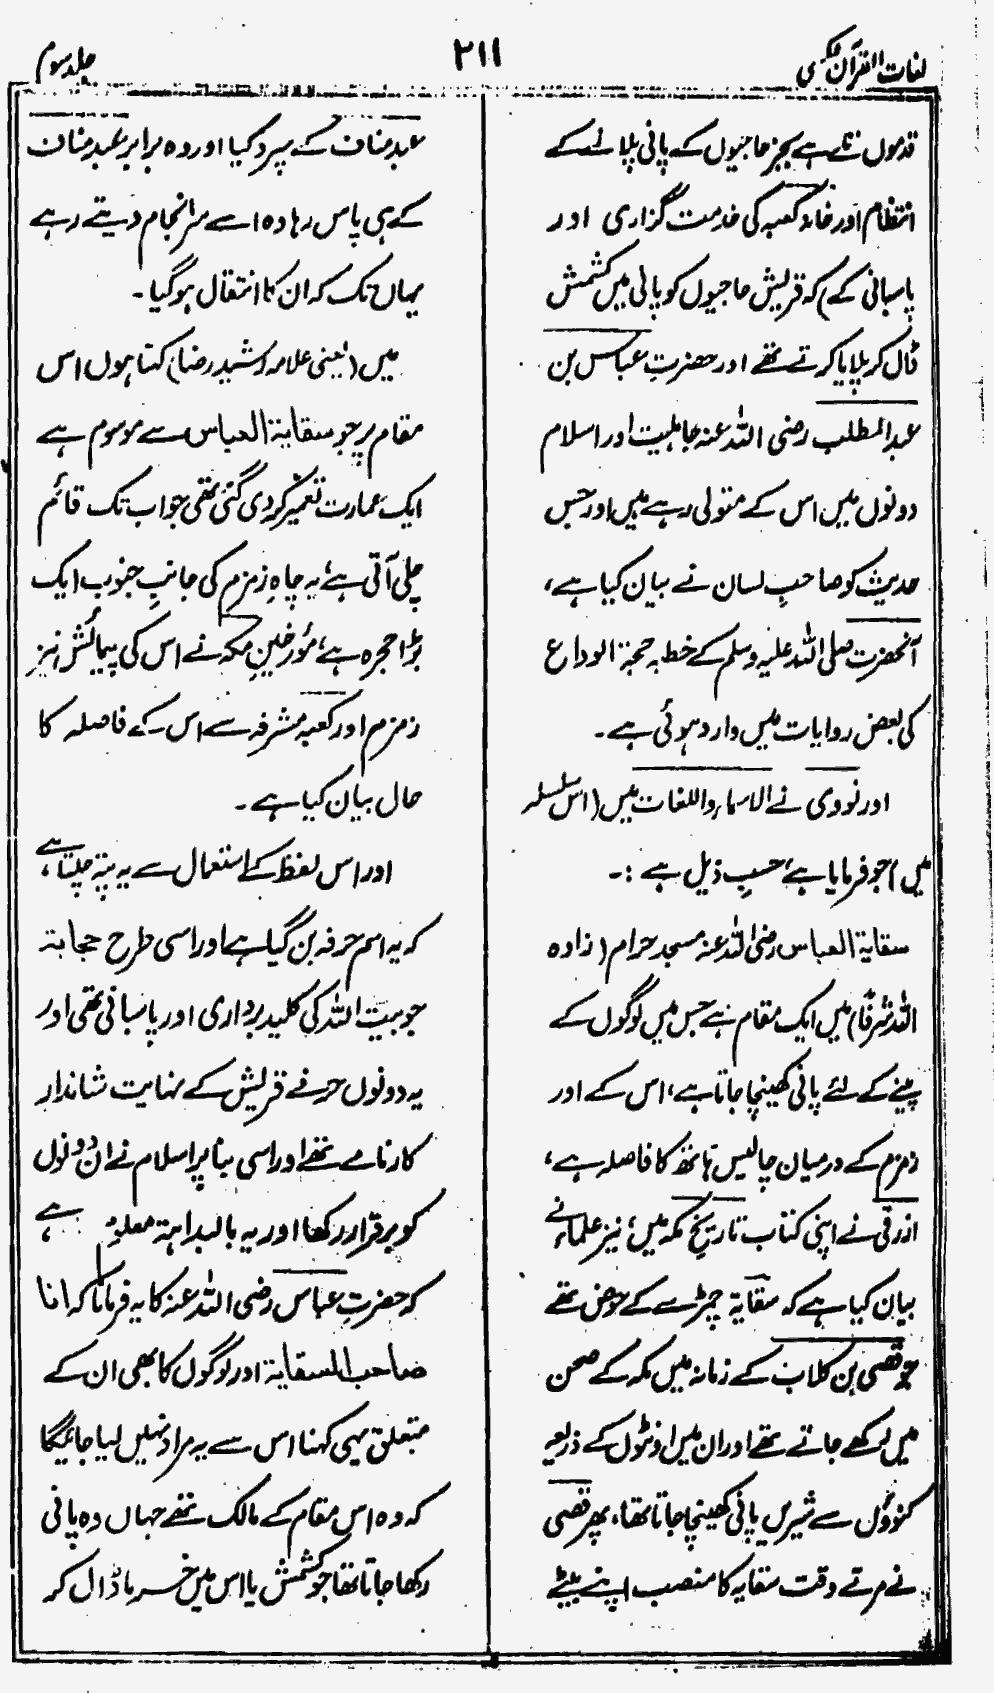 لغات القرآن مکمل
۲۱۱
جلد سوم
قدموں تلے ہے بجز حاجیوں کے پانی پلانے کے
انتظام اور خانہ کعبہ کی خدمت گزاری اور
پاسبانی کے) کہ قریش حاجیوں کو پانی میں کشمش
ڈال کر پلایا کرتے تھے اور حضرت عباس بن
عبدالمطلب رضی اللہ عنہ جاہلیت اور اسلام
دونوں میں اس کے متولی رہے ہیں اور جس
حدیث کو صاحبِ لسان نے بیان کیا ہے،
آنحضرت صلی اللہ علیہ وسلم کے خطبہ حجۃ الوداع
کی بعض روایات میں وارد ہوئی ہے۔
اور نووی نے الاسماء واللغات میں (اس سلسلہ
میں) جو فرمایا ہے، حسبِ ذیل ہے :۔
سقایۃ العباس رضی اللہ عنہ مسجد حرام (زادہ
اللہ شرفًا) میں ایک مقام ہے جس میں لوگوں کے
پینے کے لئے پانی کھینچا جاتا ہے، اس کے اور
زمزم کے درمیان چالیس ہاتھ کا فاصلہ ہے،
ازرقی نے اپنی کتاب تاریخ مکہ میں، نیز علماء نے
بیان کیا ہے کہ سقایۃ چمڑے کے حوض تھے
جو قصی بن کلاب کے زمانہ میں مکہ کے صحن
میں رکھے جاتے تھے اور ان میں اونٹوں کے ذریعہ
کنوؤں سے شیریں پانی کھینچا جاتا تھا، پھر قصی
نے مرتے وقت سقایہ کا منصب اپنے بیٹے
عبد مناف کے سپرد کیا اور وہ برابر عبد مناف
کے ہی پاس رہا وہ اسے سرانجام دیتے رہے
یہاں تک کہ ان کا انتقال ہو گیا۔
میں (یعنی علامہ رشید رضا) کہتا ہوں اس
مقام پر جو سقایۃ العباس سے موسوم ہے
ایک عمارت تعمیر کر دی گئی تھی جو اب تک قائم
چلی آتی ہے، یہ چاہِ زمزم کی جانبِ جنوب ایک
بڑا حجرہ ہے، مؤرخینِ مکہ نے اس کی پیمائش نیز
زمزم اور کعبہ مشرفہ سے اس کے فاصلہ کا
حال بیان کیا ہے۔
اور اس لفظ کے استعمال سے یہ پتہ چلتا ہے،
کہ یہ اسم حرفہ بن گیا ہے اور اسی طرح حجابۃ
جو بیت اللہ کی کلید برداری اور پاسبانی تھی اور
یہ دونوں حرفے قریش کے نہایت شاندار
کارنامے تھے اور اسی بنا پر اسلام نے ان دونوں
کو برقرار رکھا اور یہ بالبداہۃ معلوم ہے،
کہ حضرتِ عباس رضی اللہ عنہ کا یہ فرمانا کہ انا
صاحب السقایۃ اور لوگوں کا بھی ان کے
متعلق یہی کہنا اس سے یہ مراد نہیں لیا جائیگا
کہ وہ اس مقام کے مالک تھے جہاں وہ پانی
رکھا جاتا تھا جو کشمش یا اس میں خرما ڈال کر